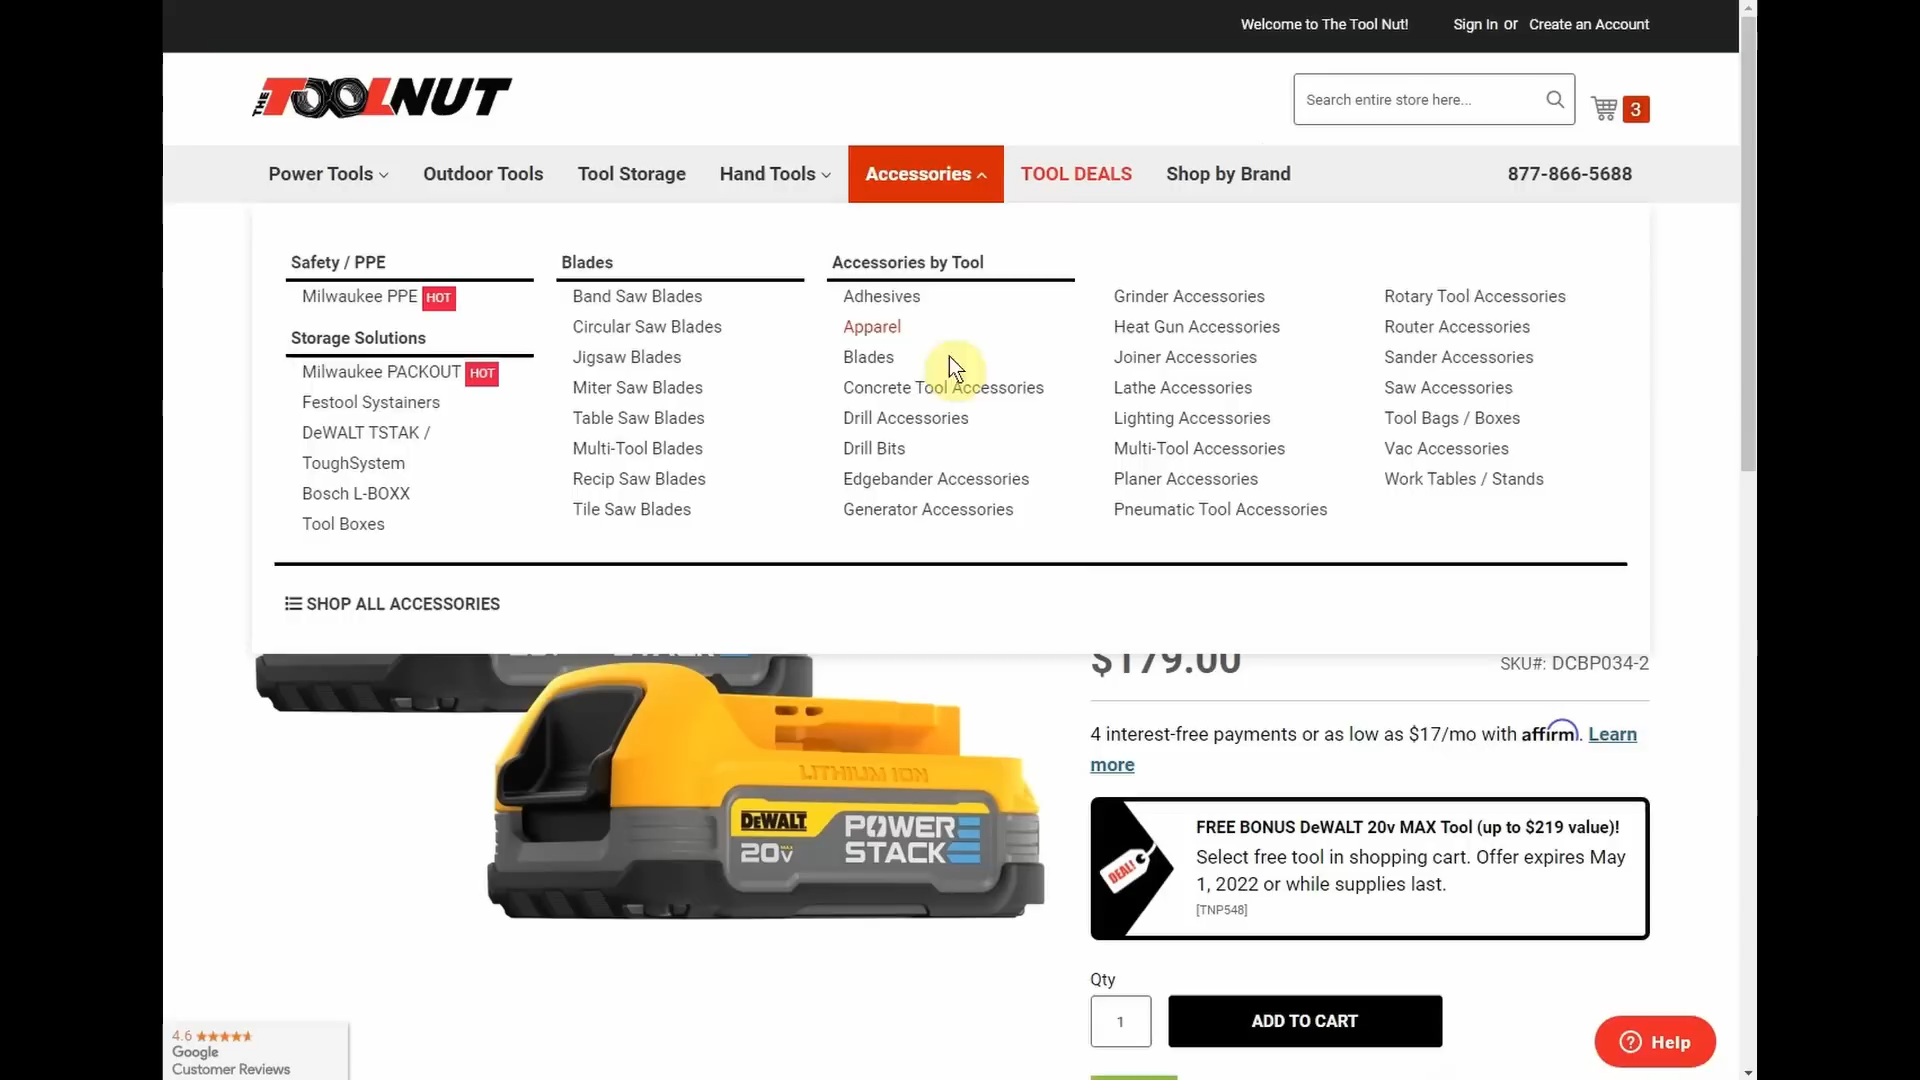 Welcome to The Tool Nut!
Sign In or Create an Account
THE TOOLNUT
Search entire store here...
3
Power Tools
Outdoor Tools
Tool Storage
Hand Tools
Accessories
TOOL DEALS
Shop by Brand
877-866-5688
Safety / PPE
Milwaukee PPE HOT
Storage Solutions
Milwaukee PACKOUT HOT
Festool Systainers
DeWALT TSTAK /
ToughSystem
Bosch L-BOXX
Tool Boxes
Blades
Band Saw Blades
Circular Saw Blades
Jigsaw Blades
Miter Saw Blades
Table Saw Blades
Multi-Tool Blades
Recip Saw Blades
Tile Saw Blades
Accessories by Tool
Adhesives
Apparel
Blades
Concrete Tool Accessories
Drill Accessories
Drill Bits
Edgebander Accessories
Generator Accessories
Grinder Accessories
Heat Gun Accessories
Joiner Accessories
Lathe Accessories
Lighting Accessories
Multi-Tool Accessories
Planer Accessories
Pneumatic Tool Accessories
Rotary Tool Accessories
Router Accessories
Sander Accessories
Saw Accessories
Tool Bags / Boxes
Vac Accessories
Work Tables / Stands
SHOP ALL ACCESSORIES
$179.00
SKU#: DCBP034-2
LITHIUM ION
DEWALT
20V MAX
POWER
STACK
4 interest-free payments or as low as $17/mo with affirm. Learn
more
DEAL!
FREE BONUS DeWALT 20v MAX Tool (up to $219 value)!
Select free tool in shopping cart. Offer expires May
1, 2022 or while supplies last.
[TNP548]
Qty
1
ADD TO CART
4.6
Google
Customer Reviews
? Help